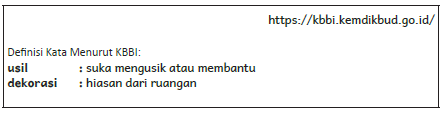 https://kbbi.kemdikbud.go.id/
Definisi Kata Menurut KBBI:
usil : suka mengusik atau membantu
dekorasi : hiasan dari ruangan